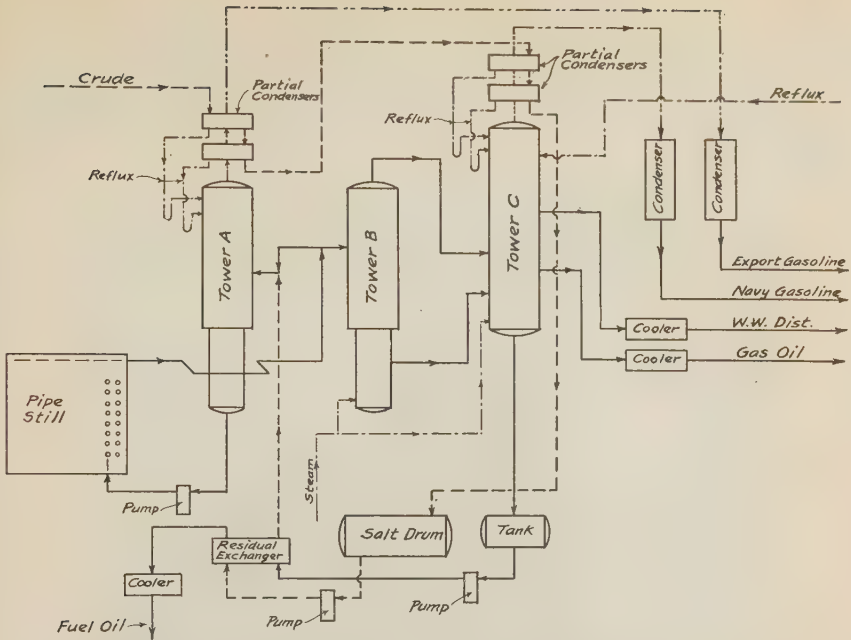 Crude
Partial
Condensers
Partial
Condensers
Reflux
Reflux
Reflux
Condenser
Condenser
Tower A
Tower B
Tower C
Export Gasoline
Navy Gasoline
Cooler
W.W. Dist.
Cooler
Gas Oil
Pipe
Still
Steam
Pump
Salt Drum
Tank
Residual
Exchanger
Cooler
Pump
Pump
Fuel Oil